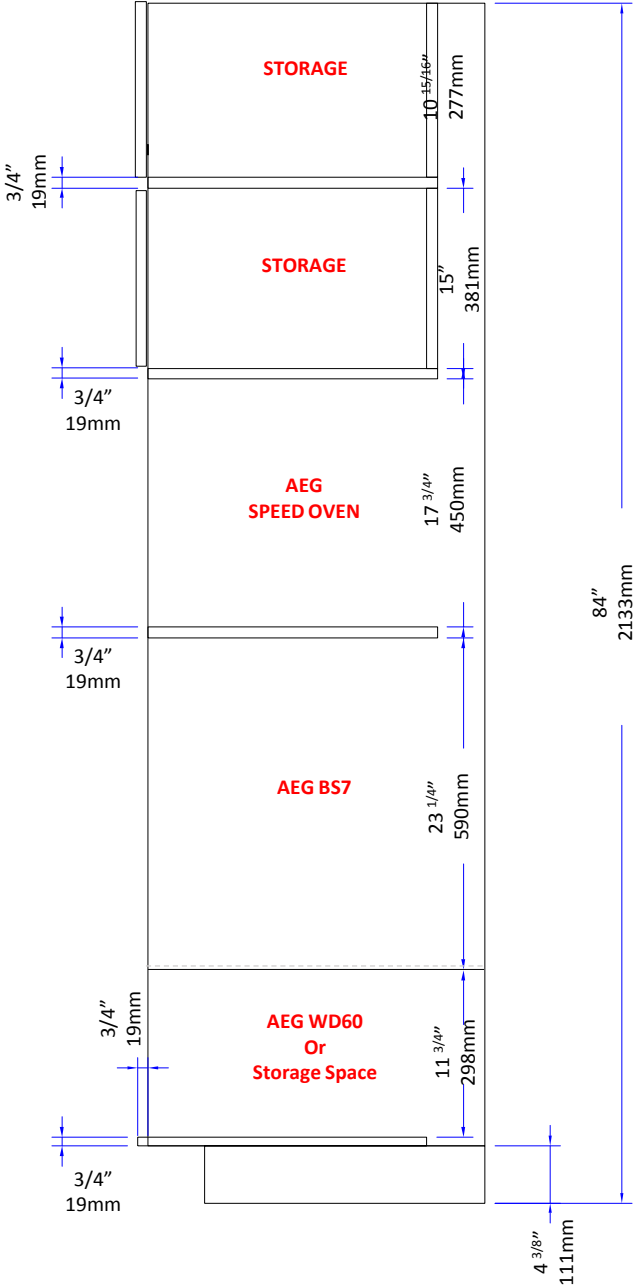 STORAGE
10 15/16"
277mm
3/4"
19mm
STORAGE
15"
381mm
3/4"
19mm
AEG
SPEED OVEN
17 3/4"
450mm
84"
2133mm
3/4"
19mm
AEG BS7
23 1/4"
590mm
3/4"
19mm
AEG WD60
Or
Storage Space
11 3/4"
298mm
3/4"
19mm
4 3/8"
111mm